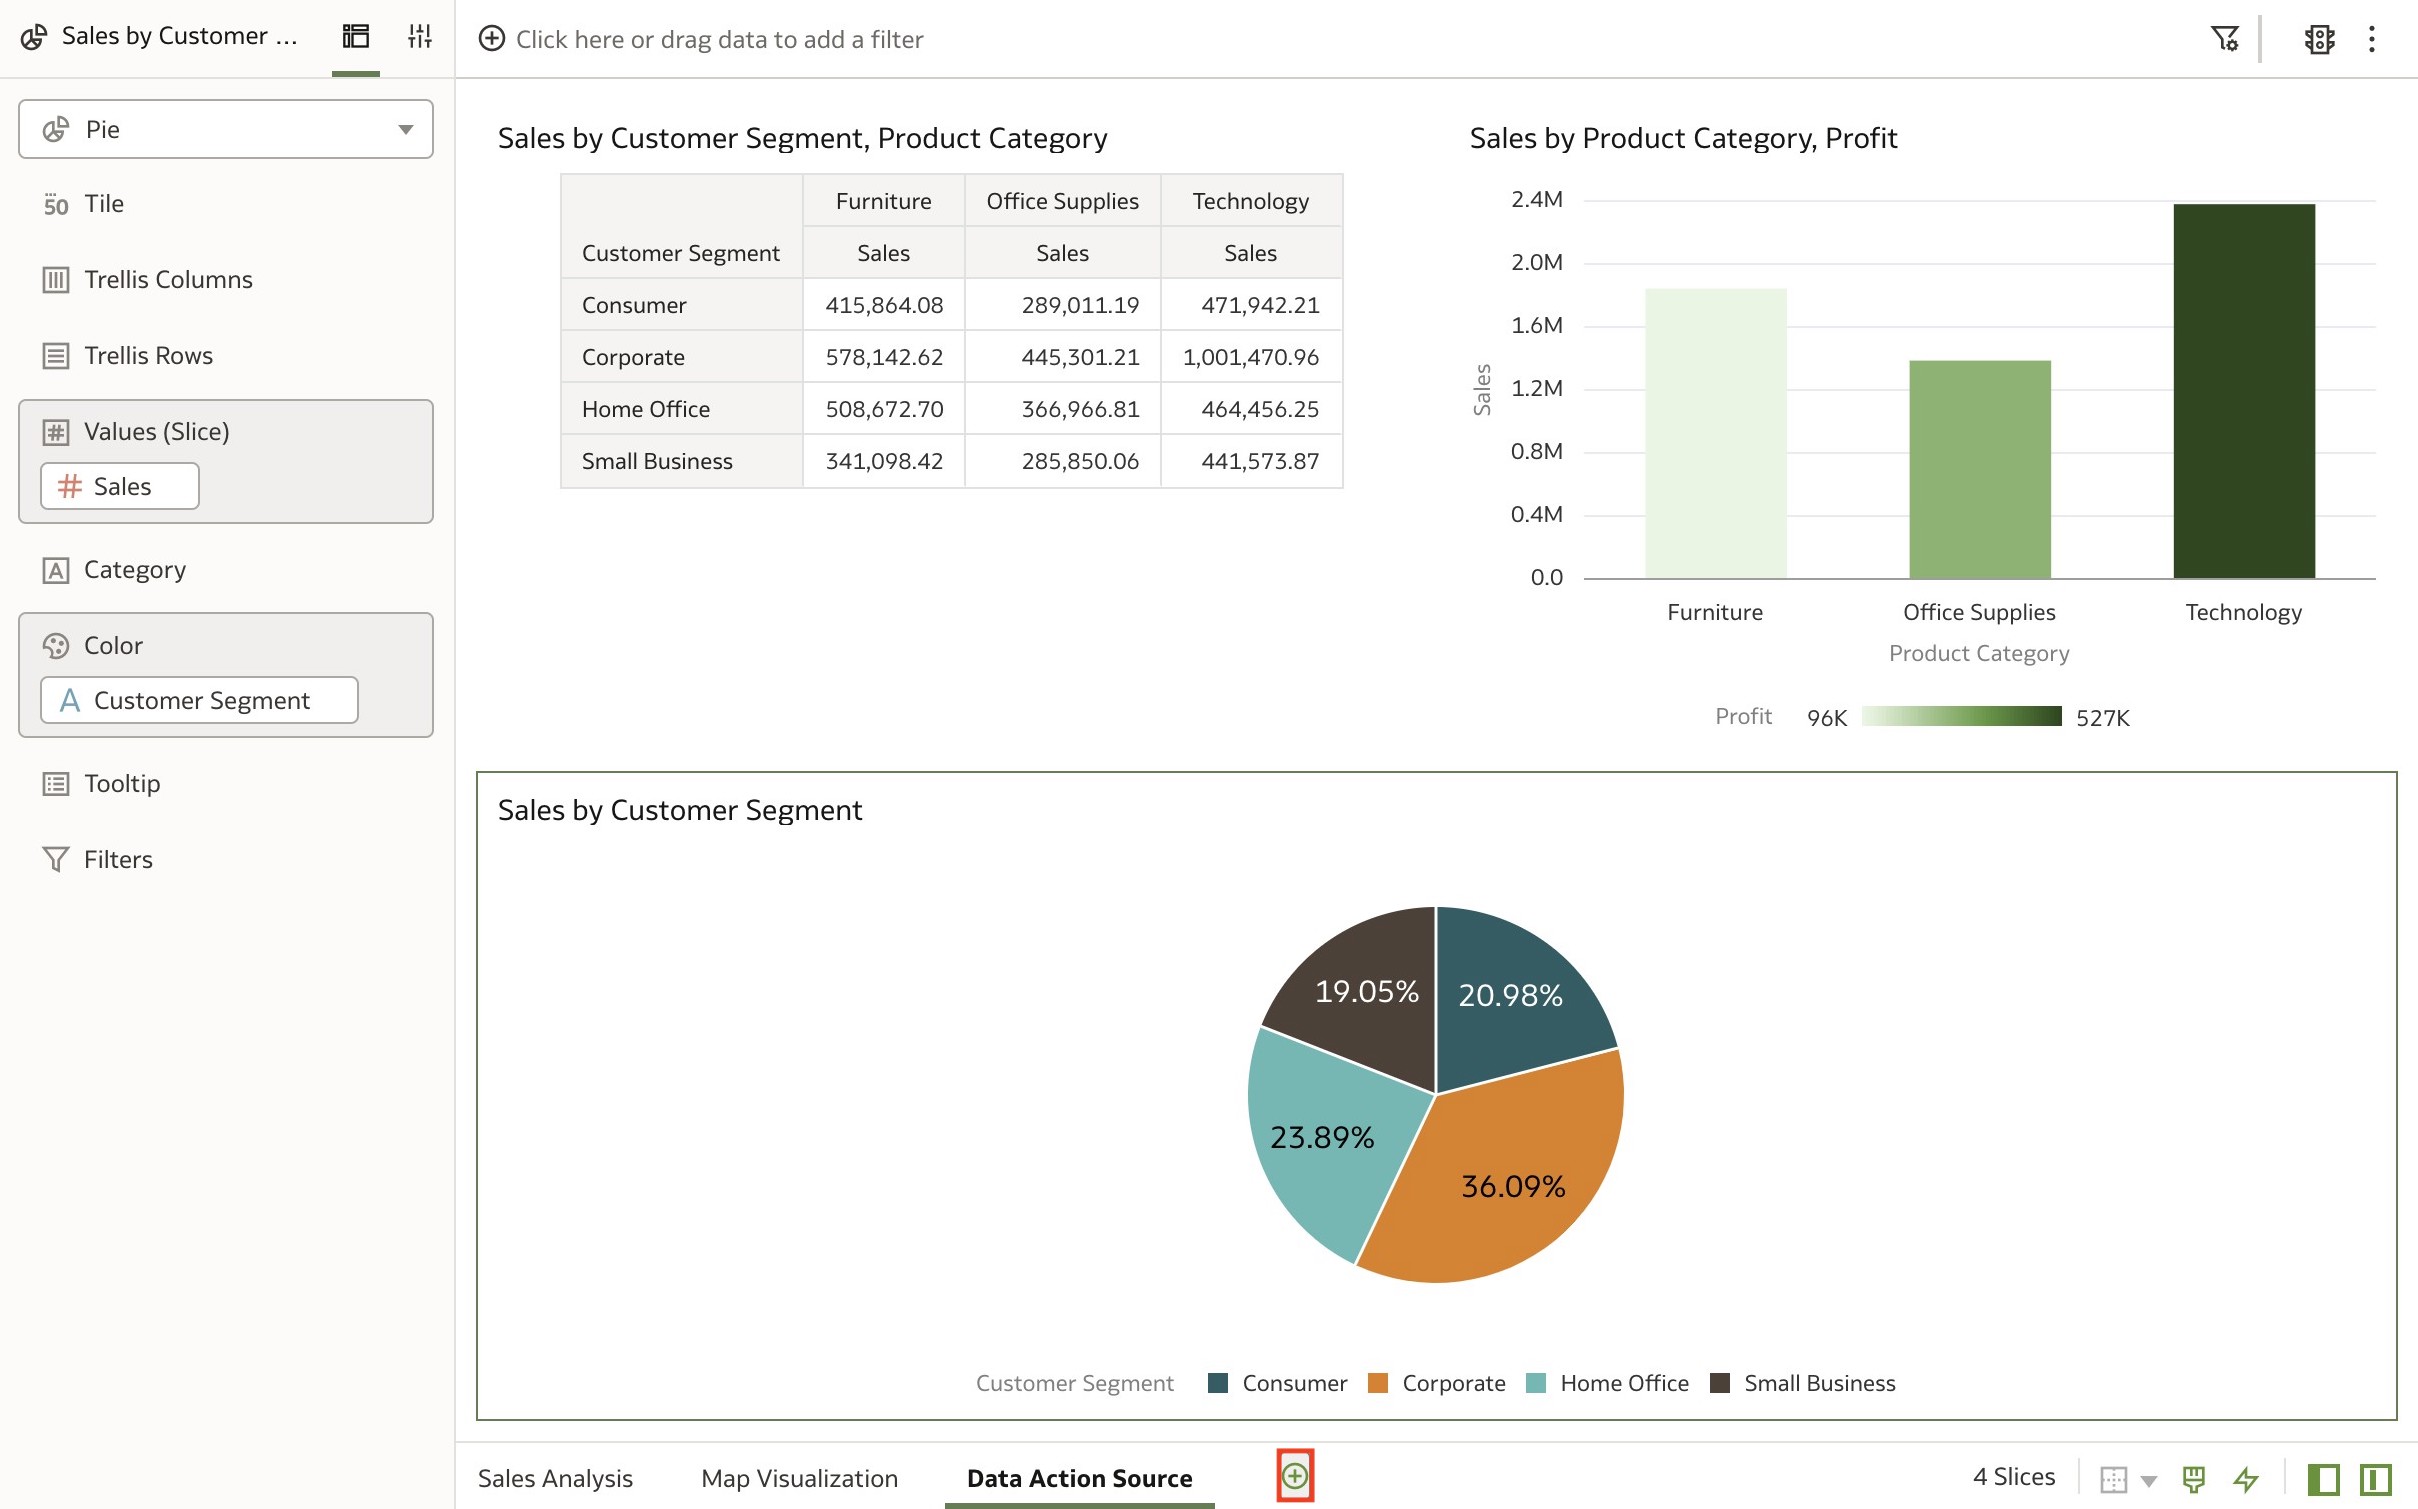 Sales by Customer ...
Click here or drag data to add a filter
Pie
50 Tile
Trellis Columns
Trellis Rows
# Values (Slice)
# Sales
A Category
Color
A Customer Segment
Tooltip
Filters
Sales by Customer Segment, Product Category
Furniture Office Supplies Technology
Customer Segment Sales Sales Sales
Consumer 415,864.08 289,011.19 471,942.21
Corporate 578,142.62 445,301.21 1,001,470.96
Home Office 508,672.70 366,966.81 464,456.25
Small Business 341,098.42 285,850.06 441,573.87
Sales by Product Category, Profit
Sales
2.4M
2.0M
1.6M
1.2M
0.8M
0.4M
0.0
Furniture Office Supplies Technology
Product Category
Profit 96K 527K
Sales by Customer Segment
19.05% 20.98%
23.89%
36.09%
Customer Segment Consumer Corporate Home Office Small Business
Sales Analysis Map Visualization Data Action Source 4 Slices